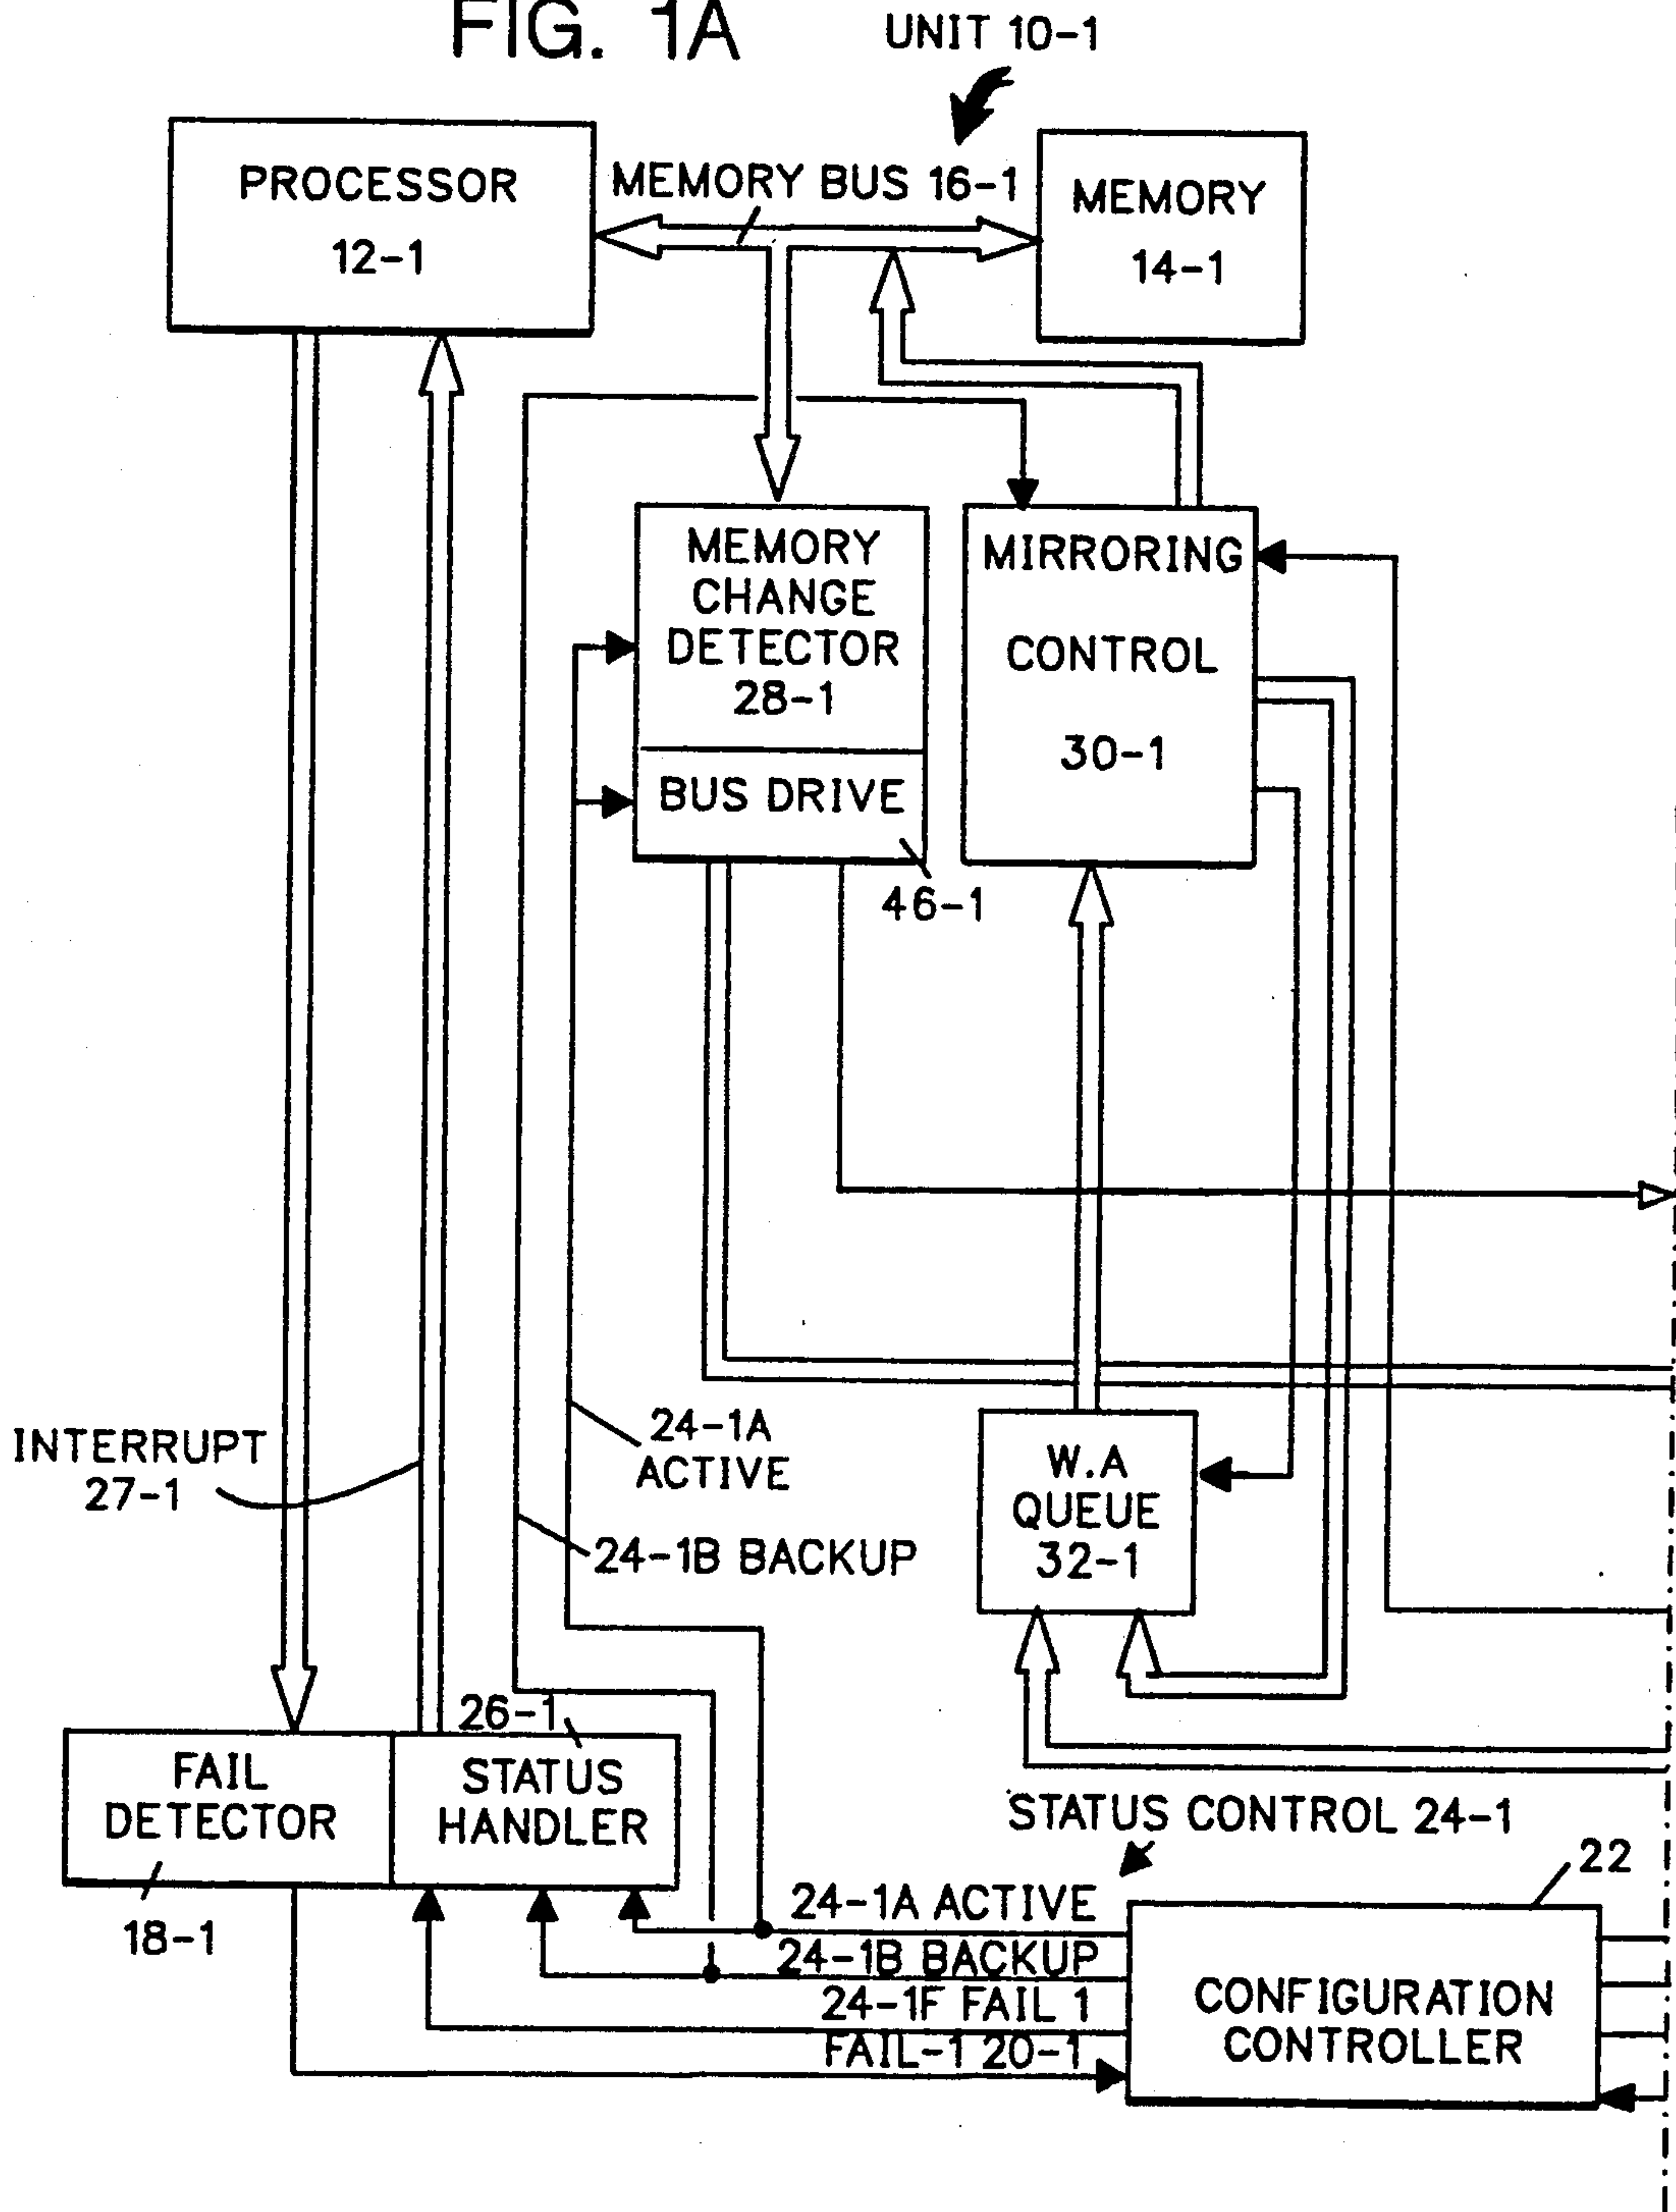 FIG. 1A
UNIT 10-1
PROCESSOR
12-1
MEMORY BUS 16-1
MEMORY
14-1
MEMORY
CHANGE
DETECTOR
28-1
BUS DRIVE
46-1
MIRRORING
CONTROL
30-1
INTERRUPT
27-1
24-1A
ACTIVE
24-1B BACKUP
W.A
QUEUE
32-1
26-1
FAIL
DETECTOR
18-1
STATUS
HANDLER
STATUS CONTROL 24-1
22
24-1A ACTIVE
24-1B BACKUP
24-1F FAIL 1
FAIL-1 20-1
CONFIGURATION
CONTROLLER